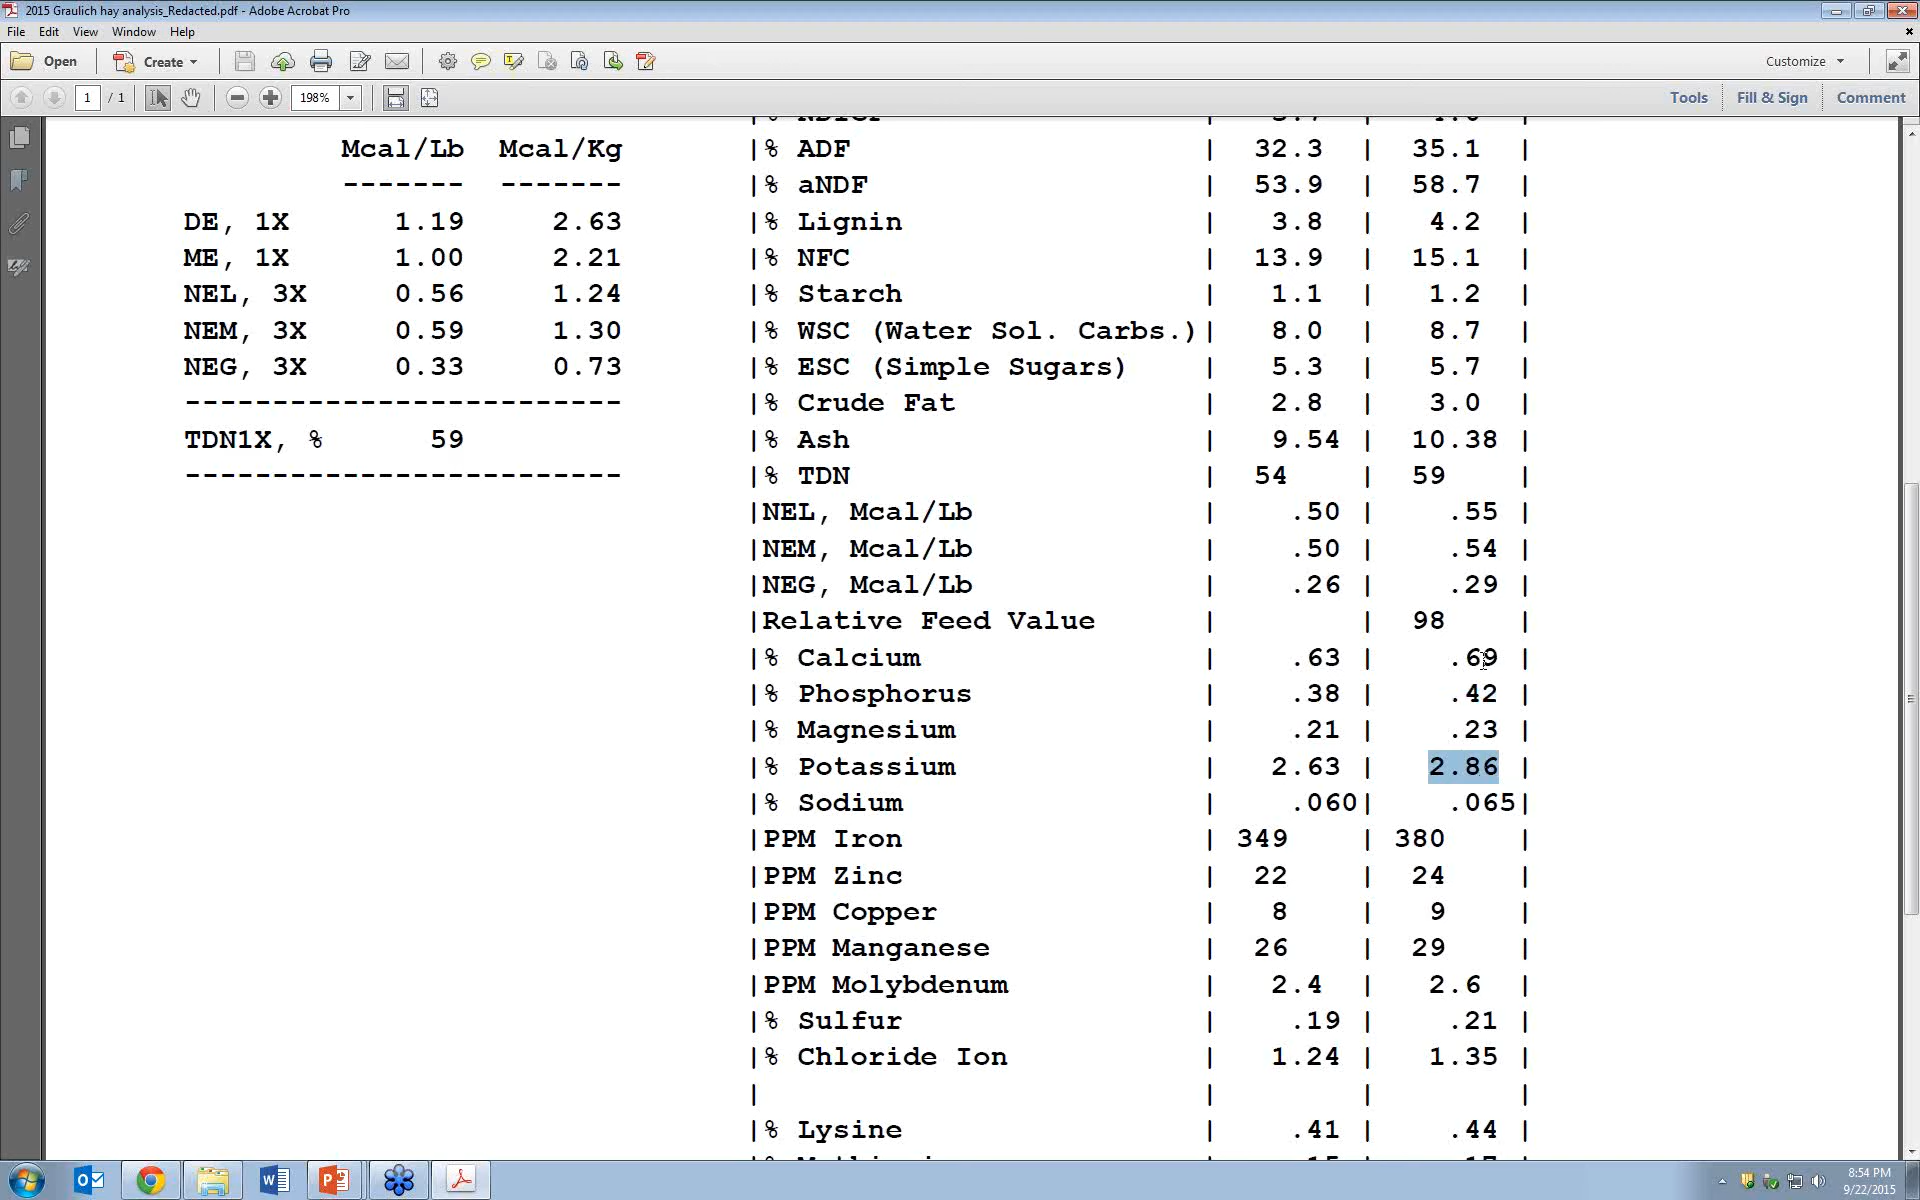 2015 Graulich hay analysis_Redacted.pdf - Adobe Acrobat Pro
File Edit View Window Help
Open Create Customize
1 / 1 198% Tools Fill & Sign Comment
Mcal/Lb Mcal/Kg
------- -------
DE, 1X 1.19 2.63
ME, 1X 1.00 2.21
NEL, 3X 0.56 1.24
NEM, 3X 0.59 1.30
NEG, 3X 0.33 0.73
-------------------------
TDN1X, % 59
-------------------------
|% ADF | 32.3 | 35.1 |
|% aNDF | 53.9 | 58.7 |
|% Lignin | 3.8 | 4.2 |
|% NFC | 13.9 | 15.1 |
|% Starch | 1.1 | 1.2 |
|% WSC (Water Sol. Carbs.)| 8.0 | 8.7 |
|% ESC (Simple Sugars) | 5.3 | 5.7 |
|% Crude Fat | 2.8 | 3.0 |
|% Ash | 9.54 | 10.38 |
|% TDN | 54 | 59 |
|NEL, Mcal/Lb | .50 | .55 |
|NEM, Mcal/Lb | .50 | .54 |
|NEG, Mcal/Lb | .26 | .29 |
|Relative Feed Value | | 98 |
|% Calcium | .63 | .69 |
|% Phosphorus | .38 | .42 |
|% Magnesium | .21 | .23 |
|% Potassium | 2.63 | 2.86 |
|% Sodium | .060| .065|
|PPM Iron | 349 | 380 |
|PPM Zinc | 22 | 24 |
|PPM Copper | 8 | 9 |
|PPM Manganese | 26 | 29 |
|PPM Molybdenum | 2.4 | 2.6 |
|% Sulfur | .19 | .21 |
|% Chloride Ion | 1.24 | 1.35 |
| | | |
|% Lysine | .41 | .44 |
8:54 PM
9/22/2015